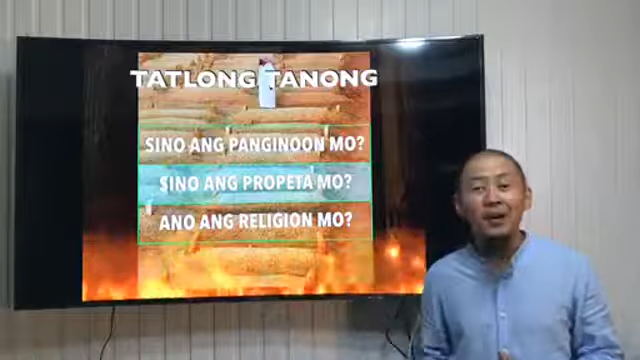 TATLONG TANONG
SINO ANG PANGINOON MO?
SINO ANG PROPETA MO?
ANO ANG RELIGION MO?